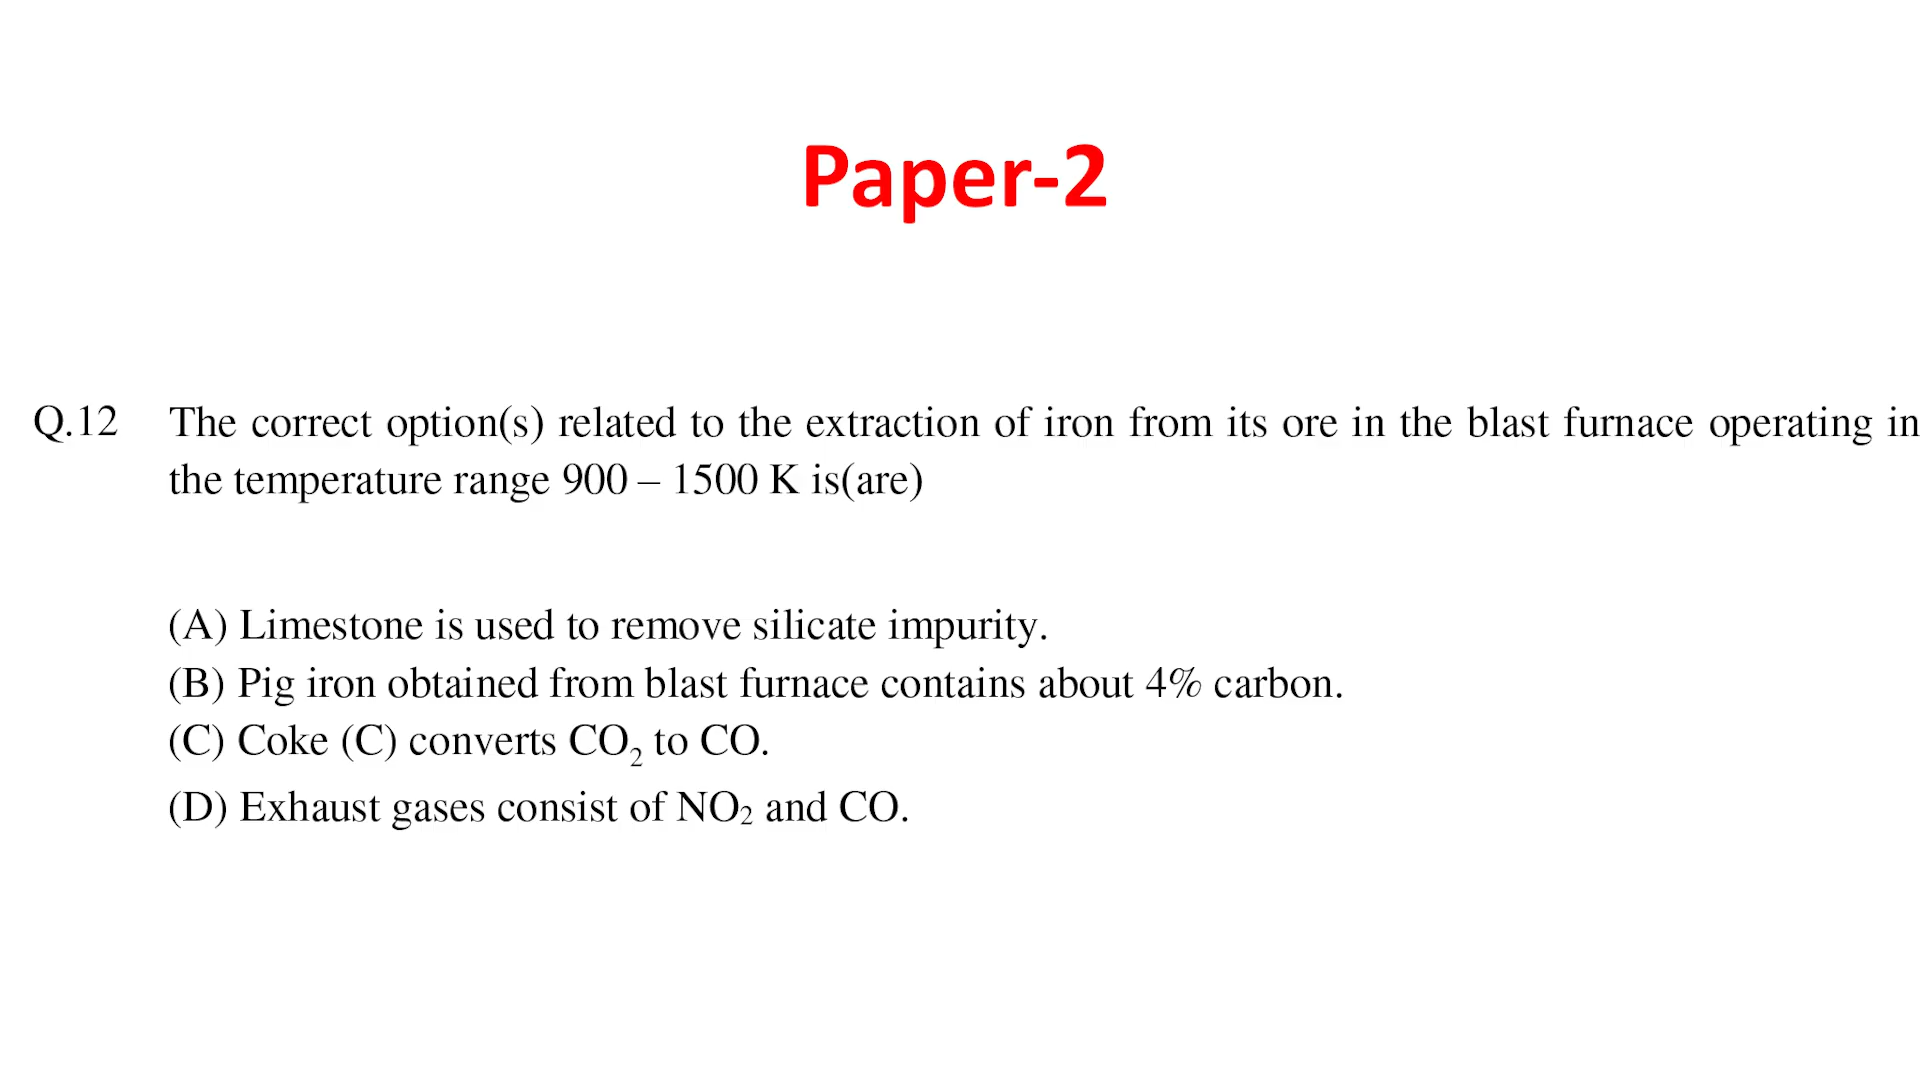 Paper-2
Q.12 The correct option(s) related to the extraction of iron from its ore in the blast furnace operating in
the temperature range 900 – 1500 K is(are)
(A) Limestone is used to remove silicate impurity.
(B) Pig iron obtained from blast furnace contains about 4% carbon.
(C) Coke (C) converts CO₂ to CO.
(D) Exhaust gases consist of NO₂ and CO.